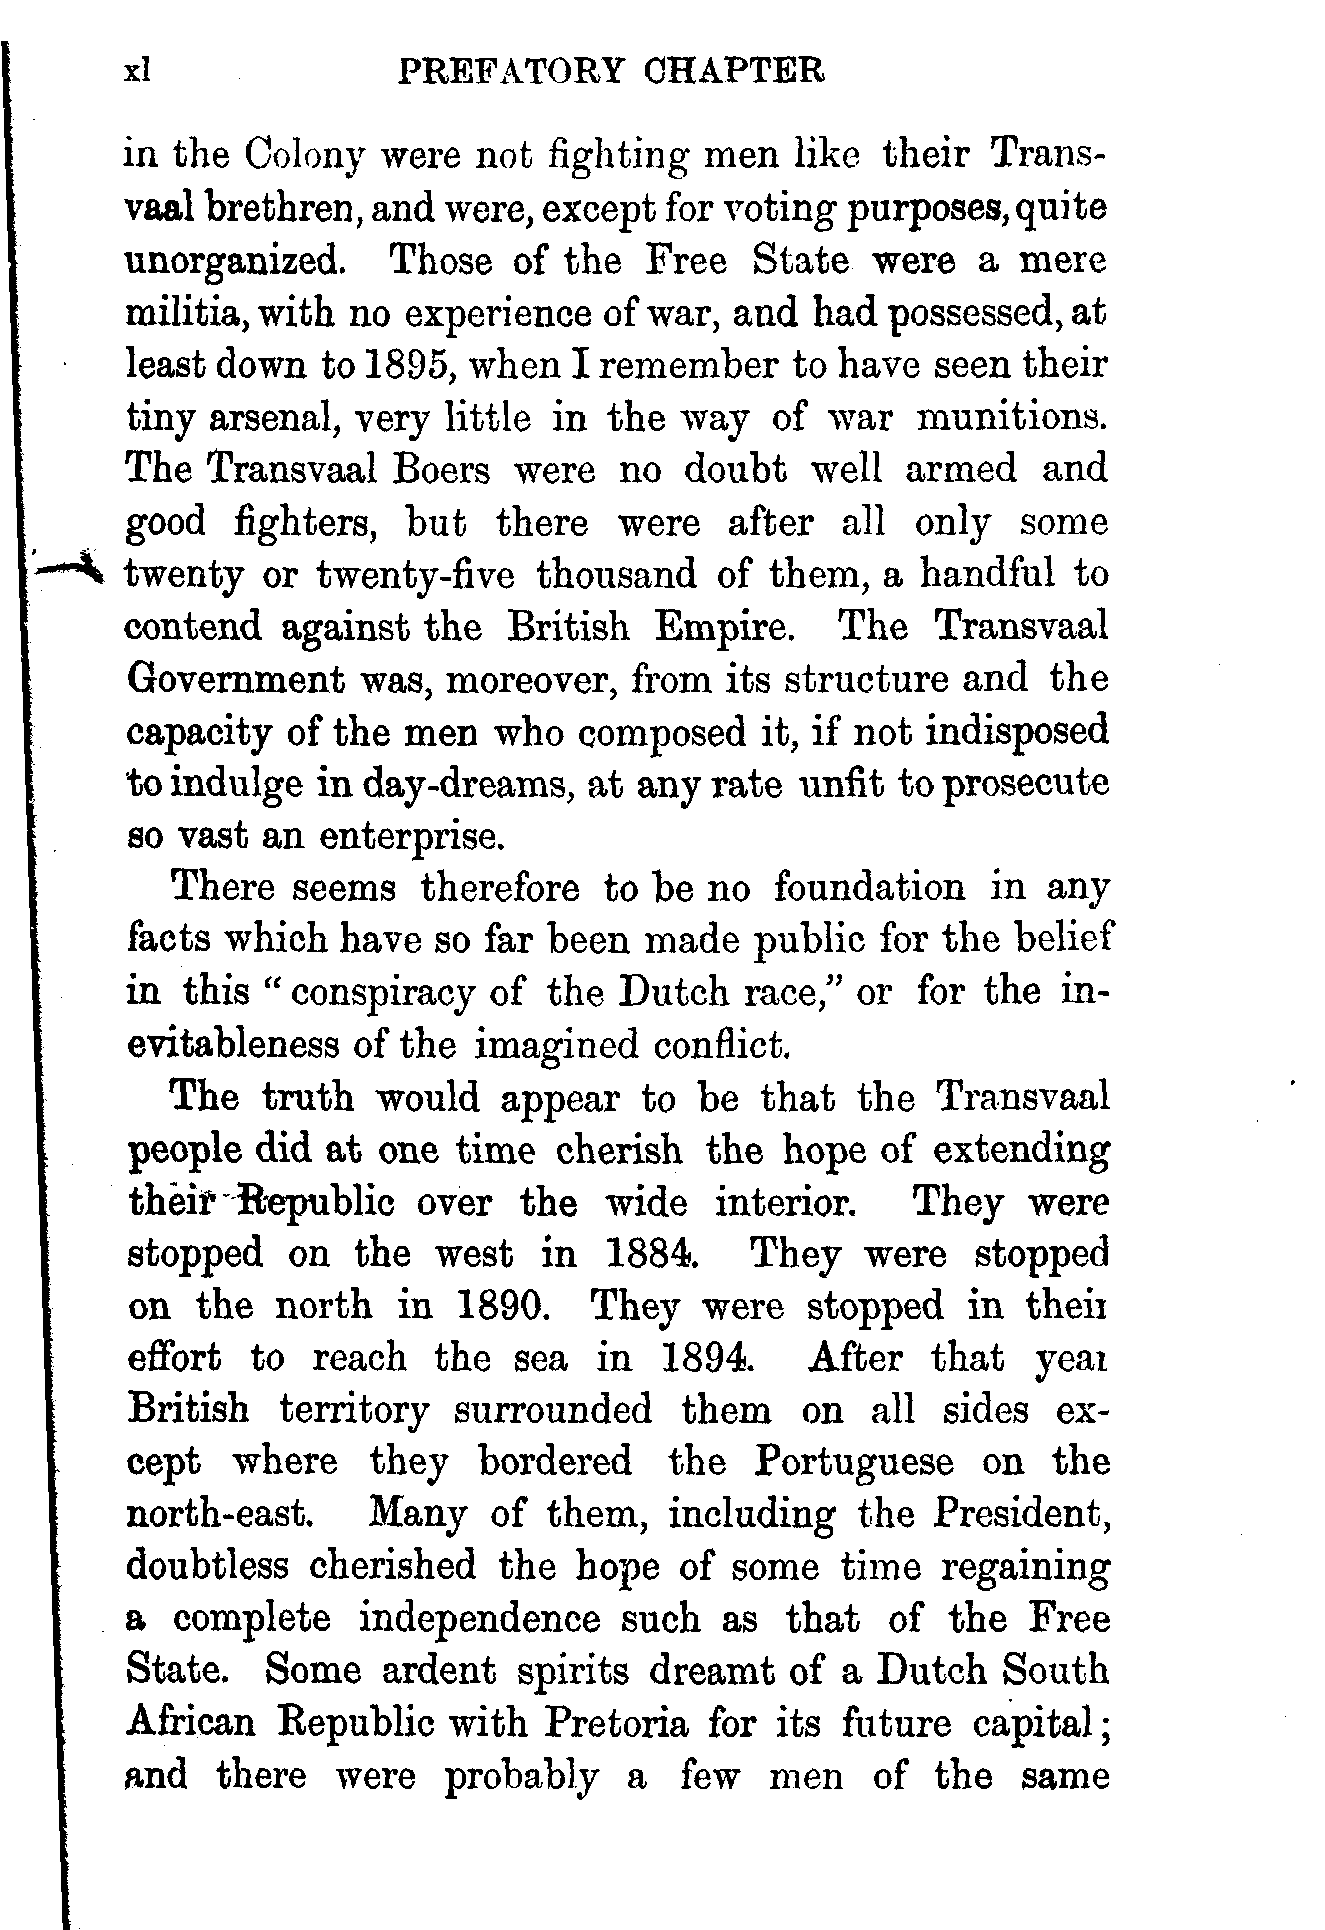 xl PREFATORY CHAPTER
in the Colony were not fighting men like their Trans-
vaal brethren, and were, except for voting purposes, quite
unorganized. Those of the Free State were a mere
militia, with no experience of war, and had possessed, at
least down to 1895, when I remember to have seen their
tiny arsenal, very little in the way of war munitions.
The Transvaal Boers were no doubt well armed and
good fighters, but there were after all only some
twenty or twenty-five thousand of them, a handful to
contend against the British Empire. The Transvaal
Government was, moreover, from its structure and the
capacity of the men who composed it, if not indisposed
to indulge in day-dreams, at any rate unfit to prosecute
so vast an enterprise.
There seems therefore to be no foundation in any
facts which have so far been made public for the belief
in this "conspiracy of the Dutch race," or for the in-
evitableness of the imagined conflict.
The truth would appear to be that the Transvaal
people did at one time cherish the hope of extending
their Republic over the wide interior. They were
stopped on the west in 1884. They were stopped
on the north in 1890. They were stopped in their
effort to reach the sea in 1894. After that year
British territory surrounded them on all sides ex-
cept where they bordered the Portuguese on the
north-east. Many of them, including the President,
doubtless cherished the hope of some time regaining
a complete independence such as that of the Free
State. Some ardent spirits dreamt of a Dutch South
African Republic with Pretoria for its future capital;
and there were probably a few men of the same